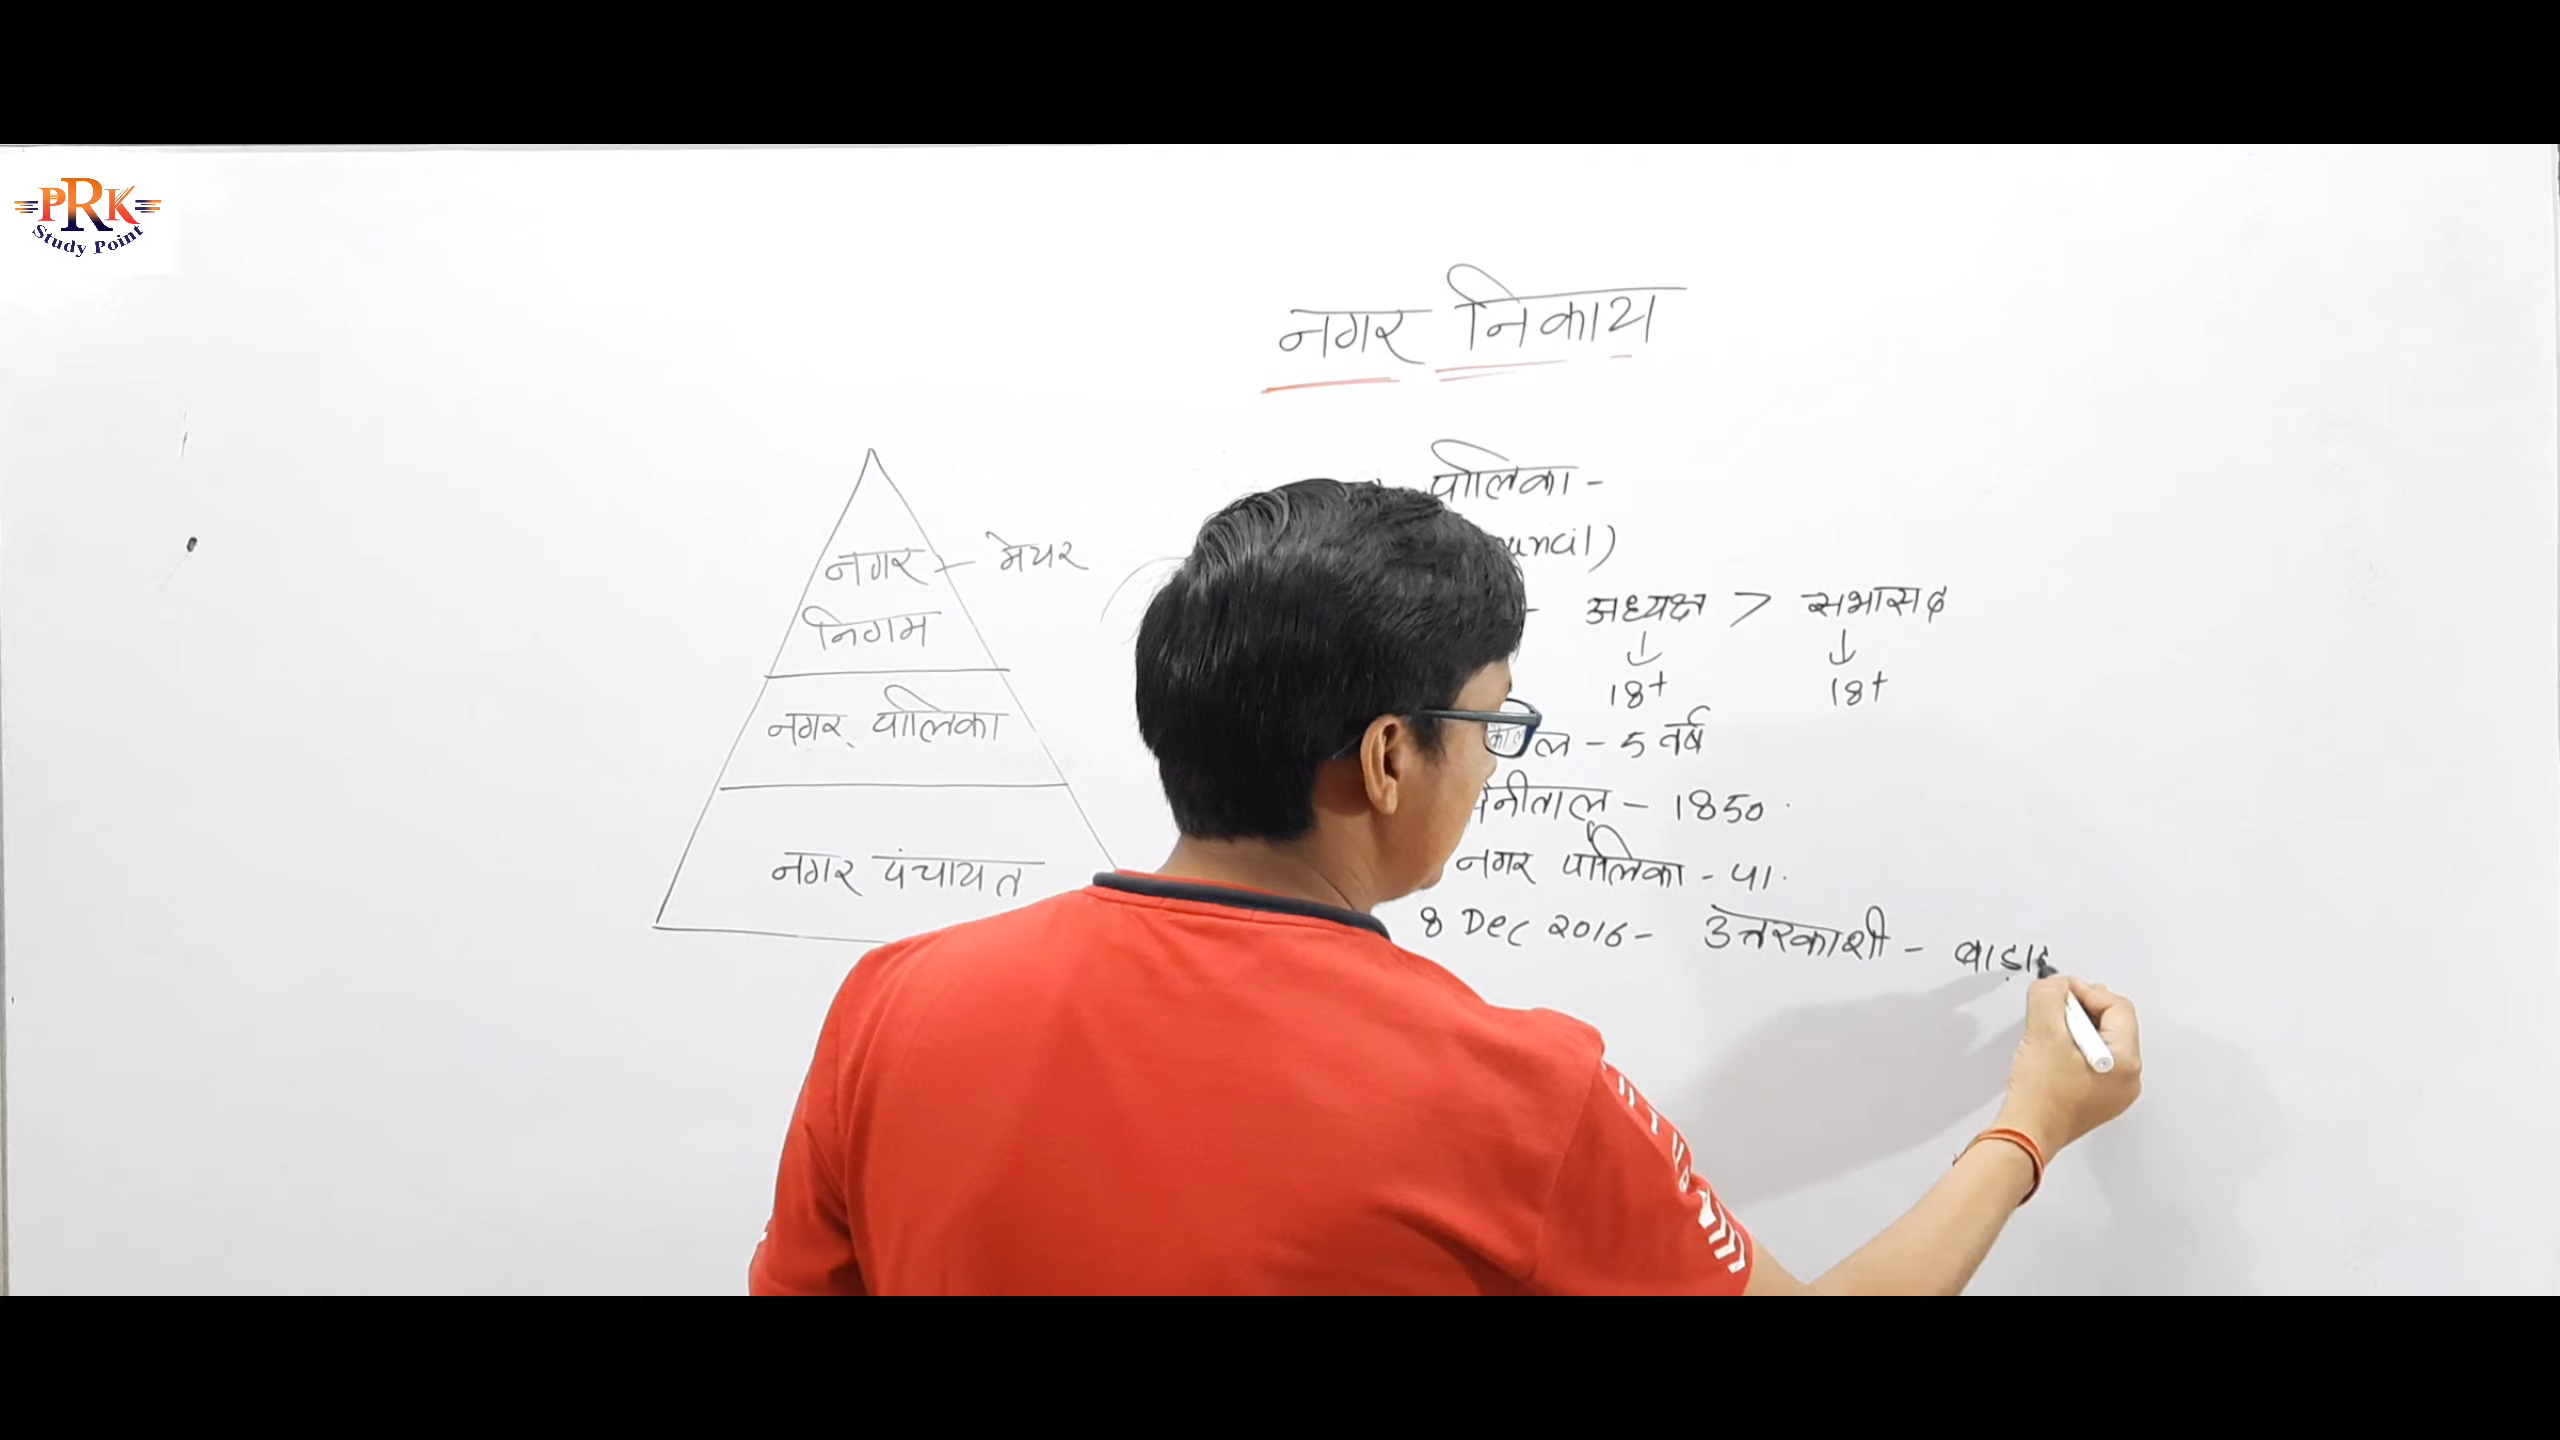 PRK
Study Point
नगर निकाय
नगर - मेयर
निगम
नगर पालिका
नगर पंचायत
पालिका -
uncil)
- अध्यक्ष > सभासद
↓ ↓
18+ 18+
काल - 5 वर्ष
नैनीताल - 1850
नगर पालिका - 41
8 Dec 2016 - उत्तरकाशी - बाड़ा